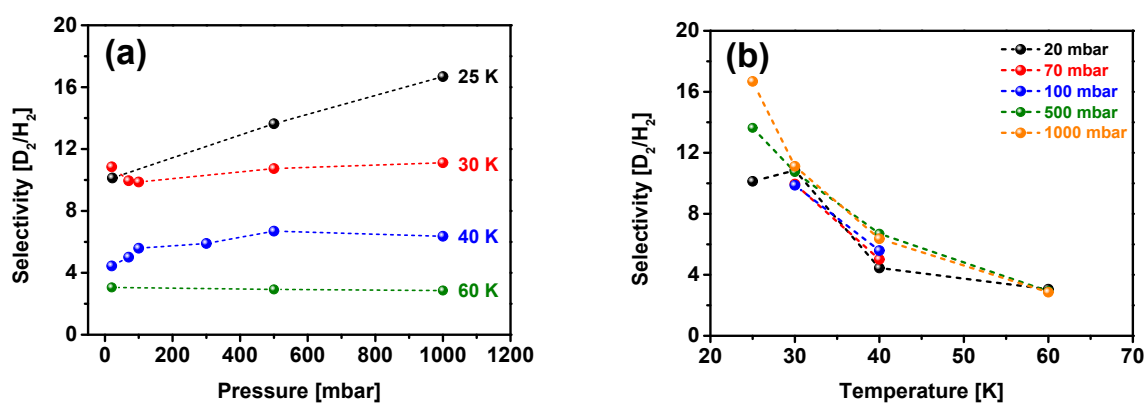 (a)
20
16
12
8
4
0
Selectivity [D₂/H₂]
25 K
30 K
40 K
60 K
0 200 400 600 800 1000 1200
Pressure [mbar]
(b)
20
16
12
8
4
0
Selectivity [D₂/H₂]
20 mbar
70 mbar
100 mbar
500 mbar
1000 mbar
20 30 40 50 60 70
Temperature [K]